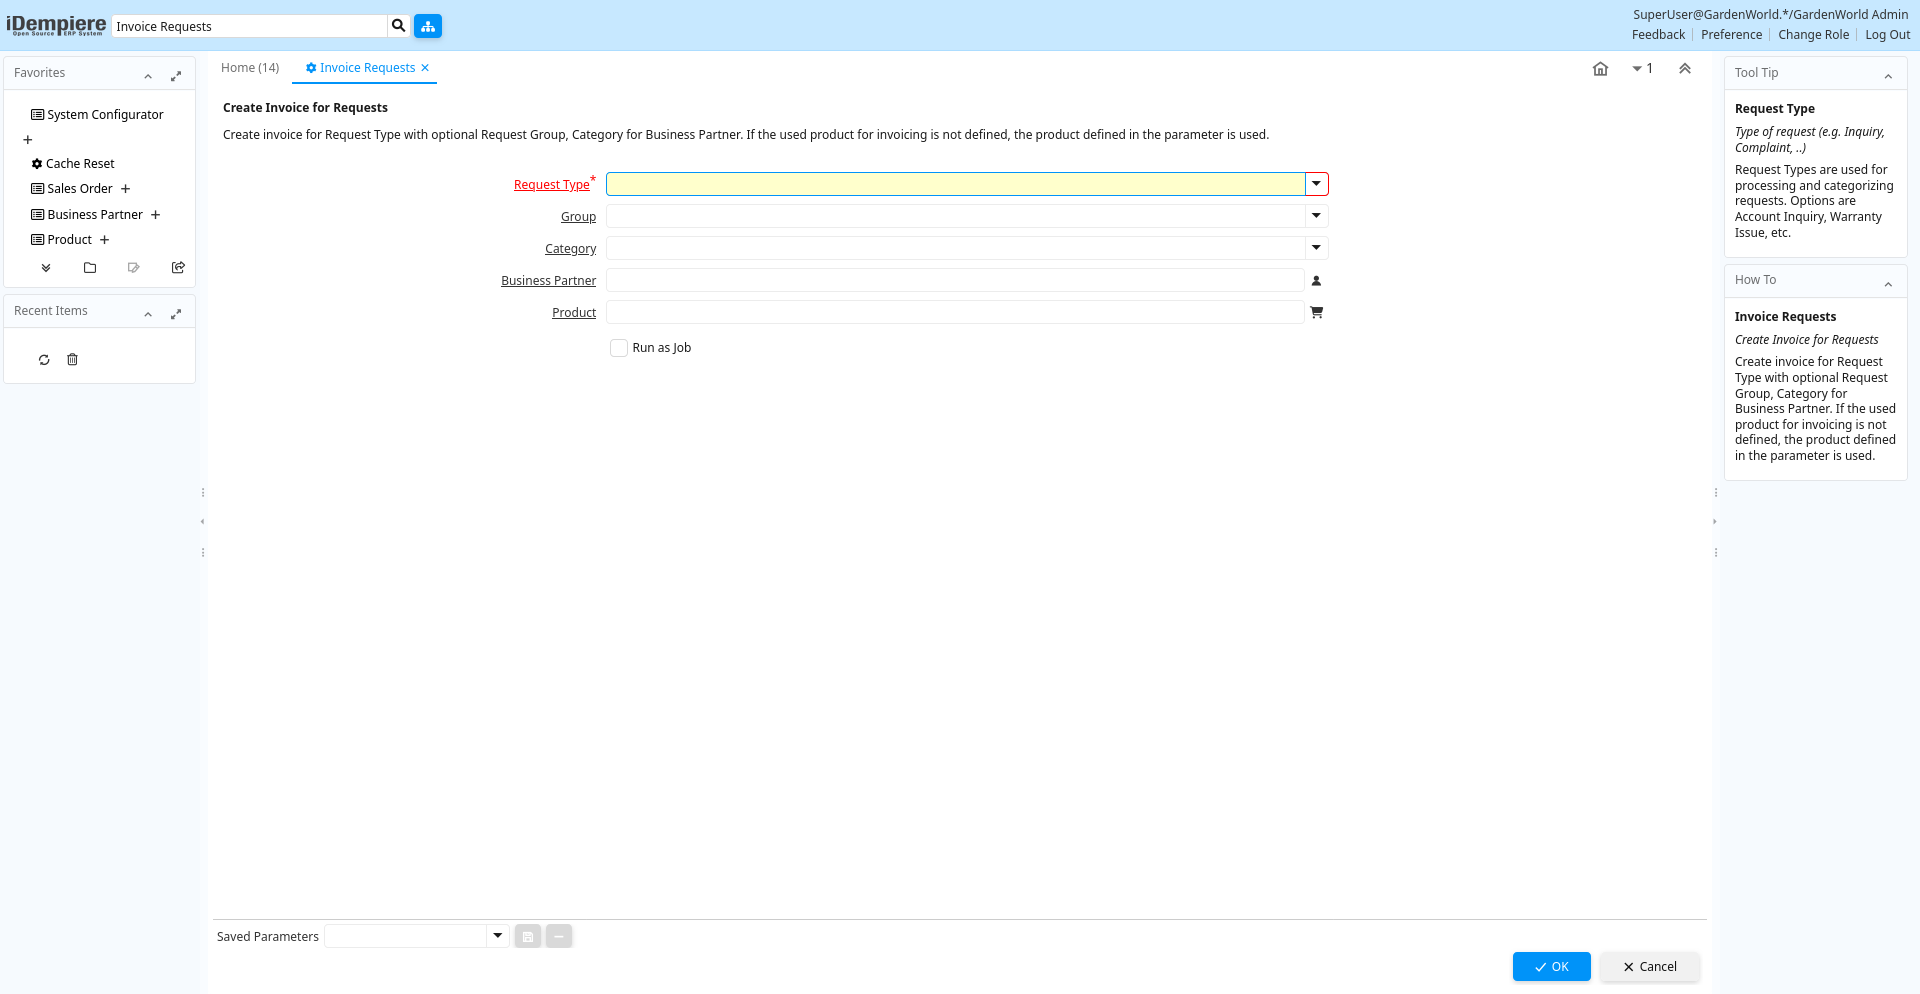 iDempiere
Open Source ERP System
Invoice Requests
SuperUser@GardenWorld.*/GardenWorld Admin
Feedback
Preference
Change Role
Log Out
Favorites
System Configurator
Cache Reset
Sales Order
Business Partner
Product
Recent Items
Home (14)
Invoice Requests
1
Create Invoice for Requests
Create invoice for Request Type with optional Request Group, Category for Business Partner. If the used product for invoicing is not defined, the product defined in the parameter is used.
Request Type*
Group
Category
Business Partner
Product
Run as Job
Saved Parameters
OK
Cancel
Tool Tip
Request Type
Type of request (e.g. Inquiry,
Complaint, ..)
Request Types are used for
processing and categorizing
requests. Options are
Account Inquiry, Warranty
Issue, etc.
How To
Invoice Requests
Create Invoice for Requests
Create invoice for Request
Type with optional Request
Group, Category for
Business Partner. If the used
product for invoicing is not
defined, the product defined
in the parameter is used.